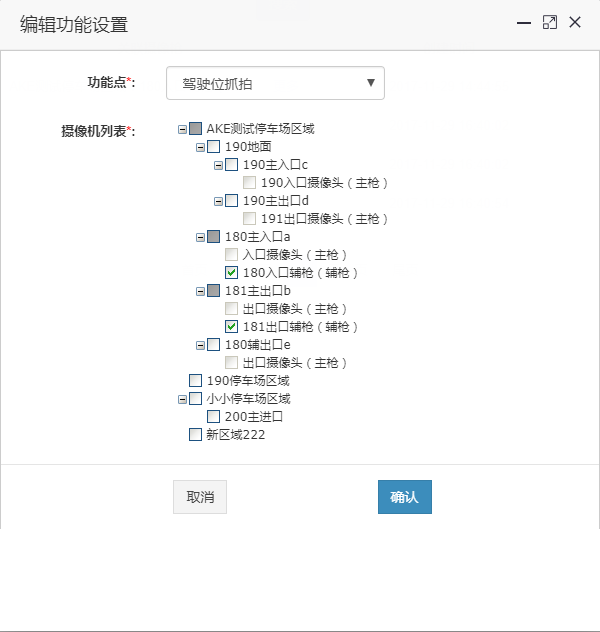 编辑功能设置
功能点*: 驾驶位抓拍
摄像机列表*:
AKE测试停车场区域
190地面
190主入口c
190入口摄像头（主枪）
190主出口d
191出口摄像头（主枪）
180主入口a
入口摄像头（主枪）
180入口辅枪（辅枪）
181主出口b
出口摄像头（主枪）
181出口辅枪（辅枪）
180辅出口e
出口摄像头（主枪）
190停车场区域
小小停车场区域
200主进口
新区域222
取消 确认